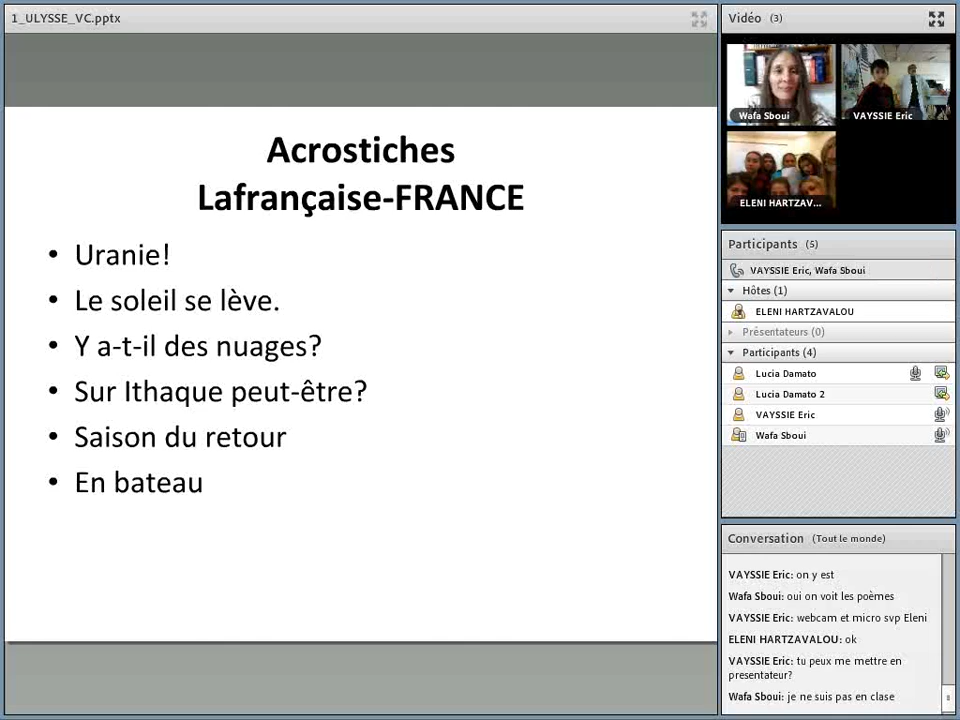 1_ULYSSE_VC.pptx
Acrostiches
Lafrançaise-FRANCE
• Uranie!
• Le soleil se lève.
• Y a-t-il des nuages?
• Sur Ithaque peut-être?
• Saison du retour
• En bateau
Vidéo (3)
Wafa Sboui
VAYSSIE Eric
ELENI HARTZAV...
Participants (5)
VAYSSIE Eric, Wafa Sboui
Hôtes (1)
ELENI HARTZAVALOU
Présentateurs (0)
Participants (4)
Lucia Damato
Lucia Damato 2
VAYSSIE Eric
Wafa Sboui
Conversation (Tout le monde)
VAYSSIE Eric: on y est
Wafa Sboui: oui on voit les poèmes
VAYSSIE Eric: webcam et micro svp Eleni
ELENI HARTZAVALOU: ok
VAYSSIE Eric: tu peux me mettre en
presentateur?
Wafa Sboui: je ne suis pas en clase